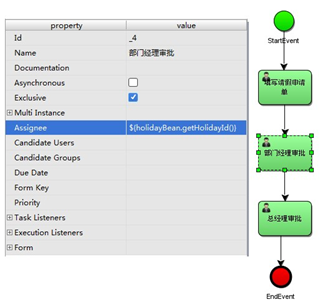 property value
Id _4
Name 部门经理审批
Documentation
Asynchronous
Exclusive
Multi Instance
Assignee ${holidayBean.getHolidayId()}
Candidate Users
Candidate Groups
Due Date
Form Key
Priority
Task Listeners
Execution Listeners
Form
StartEvent
填写请假申请
单
部门经理审批
总经理审批
EndEvent